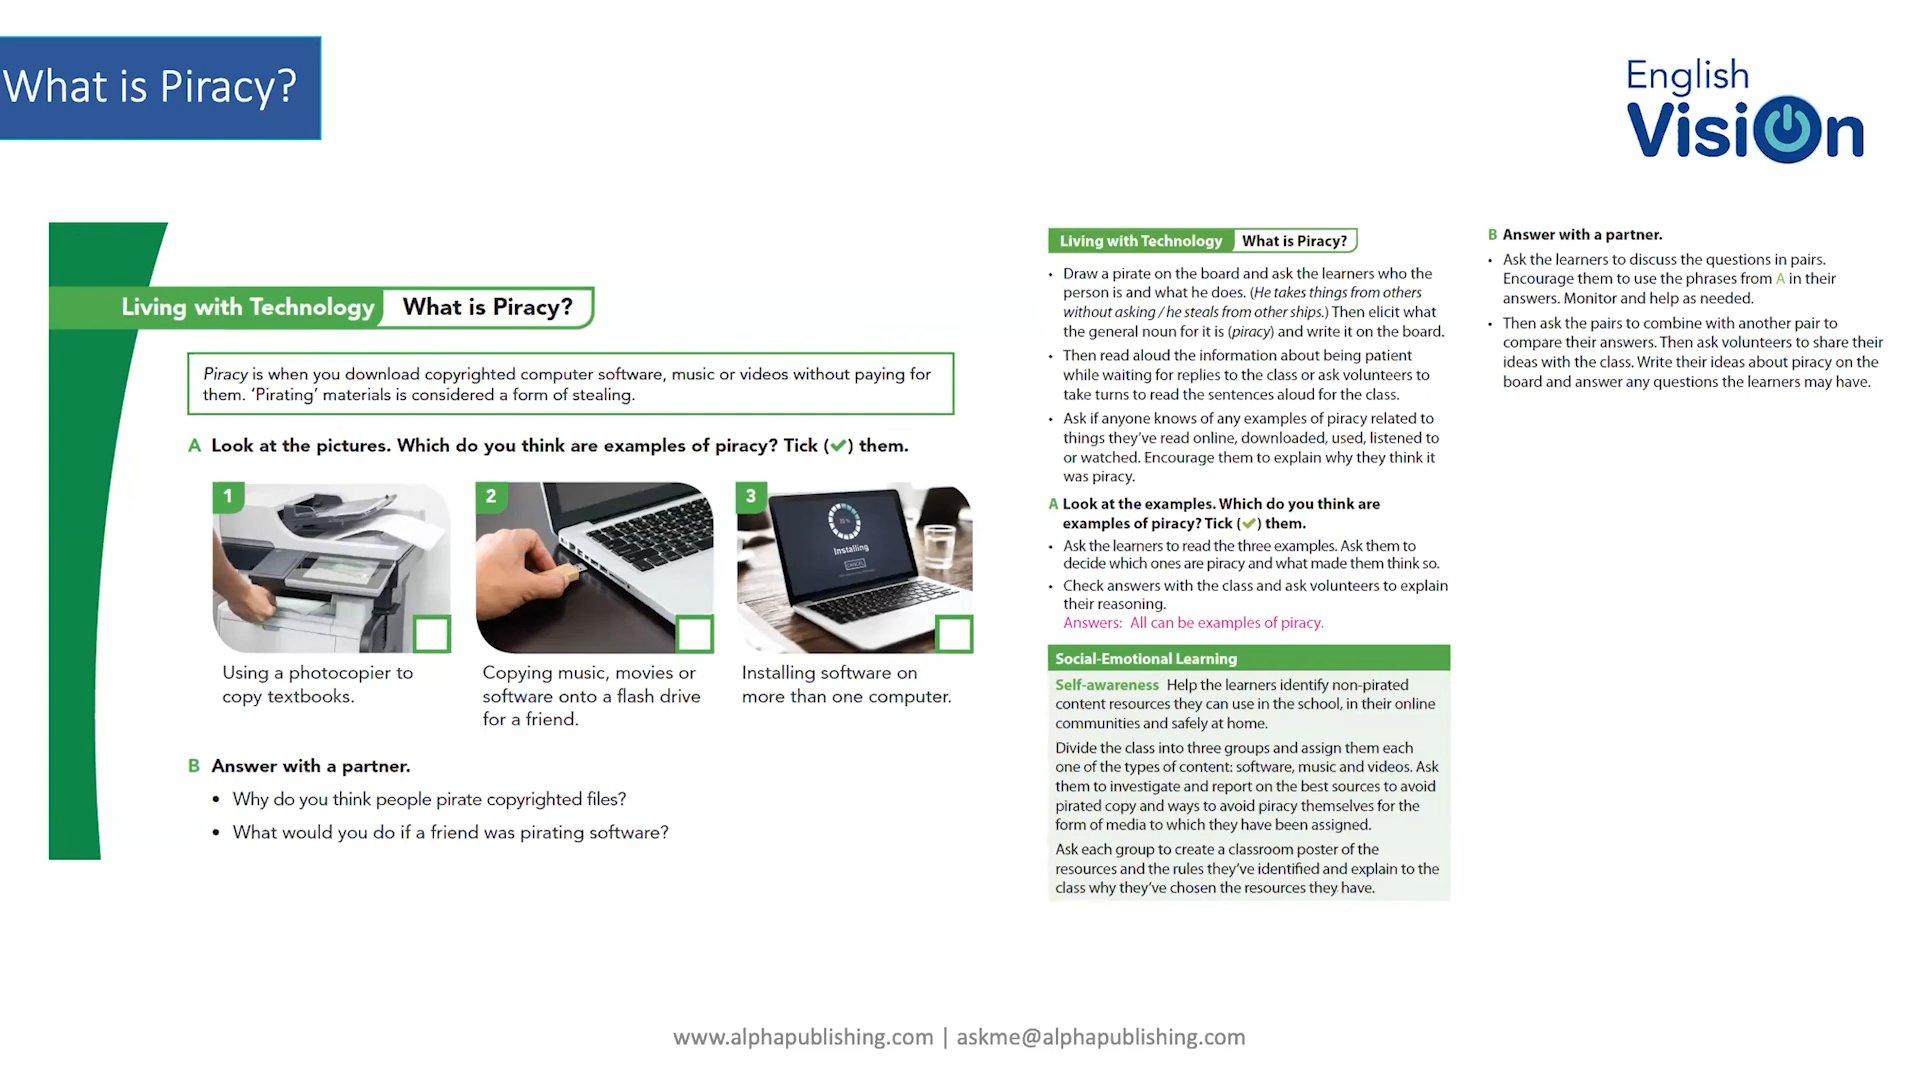 What is Piracy?
English
Vision
Living with Technology What is Piracy?
Piracy is when you download copyrighted computer software, music or videos without paying for
them. ‘Pirating’ materials is considered a form of stealing.
A Look at the pictures. Which do you think are examples of piracy? Tick (✔) them.
1
2
3
Installing
CANCEL
Using a photocopier to
copy textbooks.
Copying music, movies or
software onto a flash drive
for a friend.
Installing software on
more than one computer.
B Answer with a partner.
• Why do you think people pirate copyrighted files?
• What would you do if a friend was pirating software?
Living with Technology What is Piracy?
• Draw a pirate on the board and ask the learners who the
person is and what he does. (He takes things from others
without asking / he steals from other ships.) Then elicit what
the general noun for it is (piracy) and write it on the board.
• Then read aloud the information about being patient
while waiting for replies to the class or ask volunteers to
take turns to read the sentences aloud for the class.
• Ask if anyone knows of any examples of piracy related to
things they’ve read online, downloaded, used, listened to
or watched. Encourage them to explain why they think it
was piracy.
A Look at the examples. Which do you think are
examples of piracy? Tick (✔) them.
• Ask the learners to read the three examples. Ask them to
decide which ones are piracy and what made them think so.
• Check answers with the class and ask volunteers to explain
their reasoning.
Answers: All can be examples of piracy.
Social-Emotional Learning
Self-awareness Help the learners identify non-pirated
content resources they can use in the school, in their online
communities and safely at home.
Divide the class into three groups and assign them each
one of the types of content: software, music and videos. Ask
them to investigate and report on the best sources to avoid
pirated copy and ways to avoid piracy themselves for the
form of media to which they have been assigned.
Ask each group to create a classroom poster of the
resources and the rules they’ve identified and explain to the
class why they’ve chosen the resources they have.
B Answer with a partner.
• Ask the learners to discuss the questions in pairs.
Encourage them to use the phrases from A in their
answers. Monitor and help as needed.
• Then ask the pairs to combine with another pair to
compare their answers. Then ask volunteers to share their
ideas with the class. Write their ideas about piracy on the
board and answer any questions the learners may have.
www.alphapublishing.com | askme@alphapublishing.com